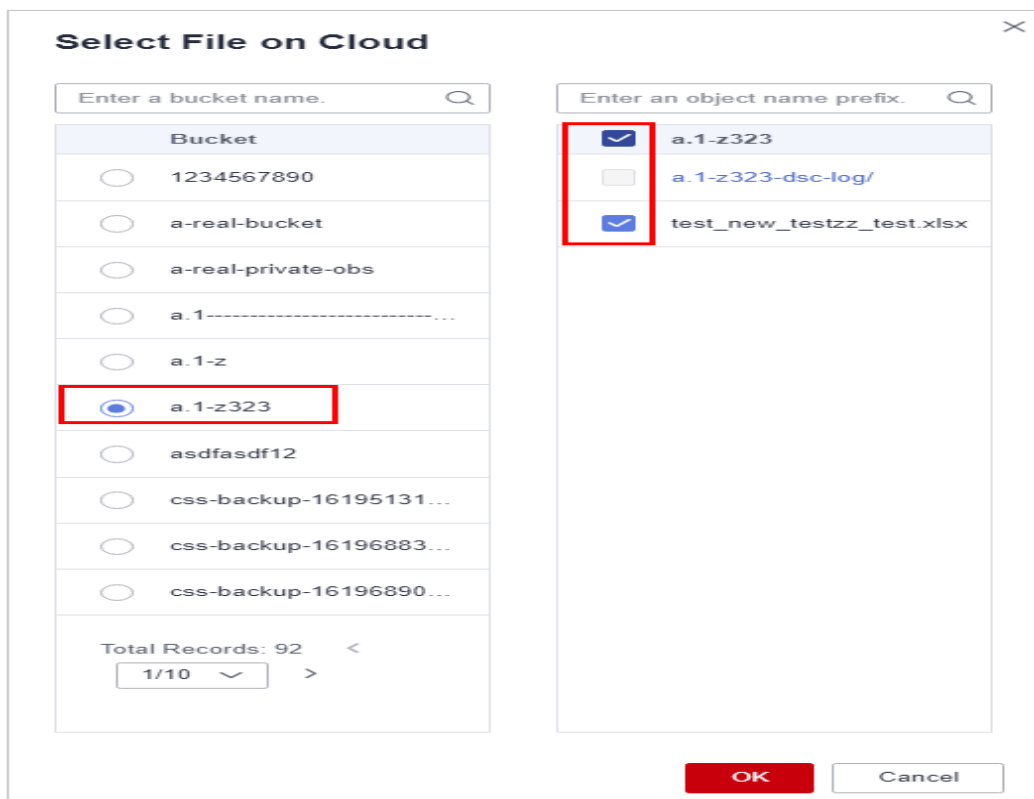 Select File on Cloud
Enter a bucket name.
Bucket
1234567890
a-real-bucket
a-real-private-obs
a.1--------------------------...
a.1-z
a.1-z323
asdfasdf12
css-backup-16195131...
css-backup-16196883...
css-backup-16196890...
Total Records: 92 <
1/10 >
Enter an object name prefix.
a.1-z323
a.1-z323-dsc-log/
test_new_testzz_test.xlsx
OK Cancel